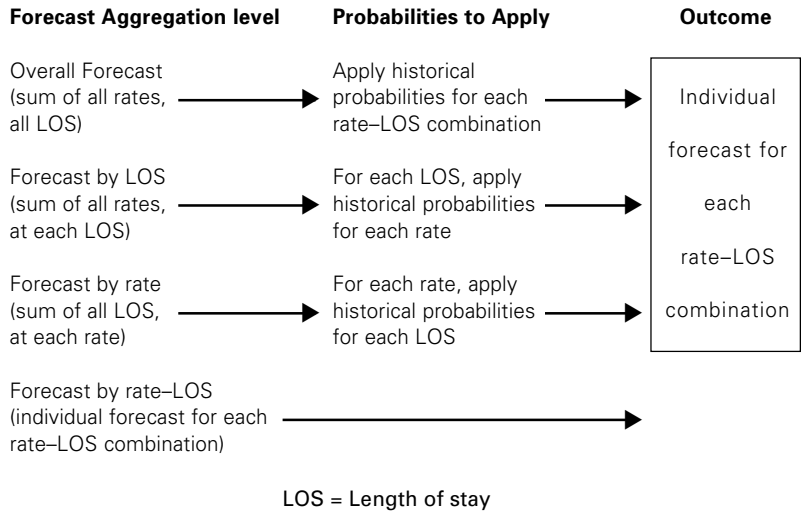 Forecast Aggregation level
Probabilities to Apply
Outcome
Overall Forecast
(sum of all rates,
all LOS)
Apply historical
probabilities for each
rate–LOS combination
Forecast by LOS
(sum of all rates,
at each LOS)
For each LOS, apply
historical probabilities
for each rate
Forecast by rate
(sum of all LOS,
at each rate)
For each rate, apply
historical probabilities
for each LOS
Individual
forecast for
each
rate–LOS
combination
Forecast by rate–LOS
(individual forecast for each
rate–LOS combination)
LOS = Length of stay